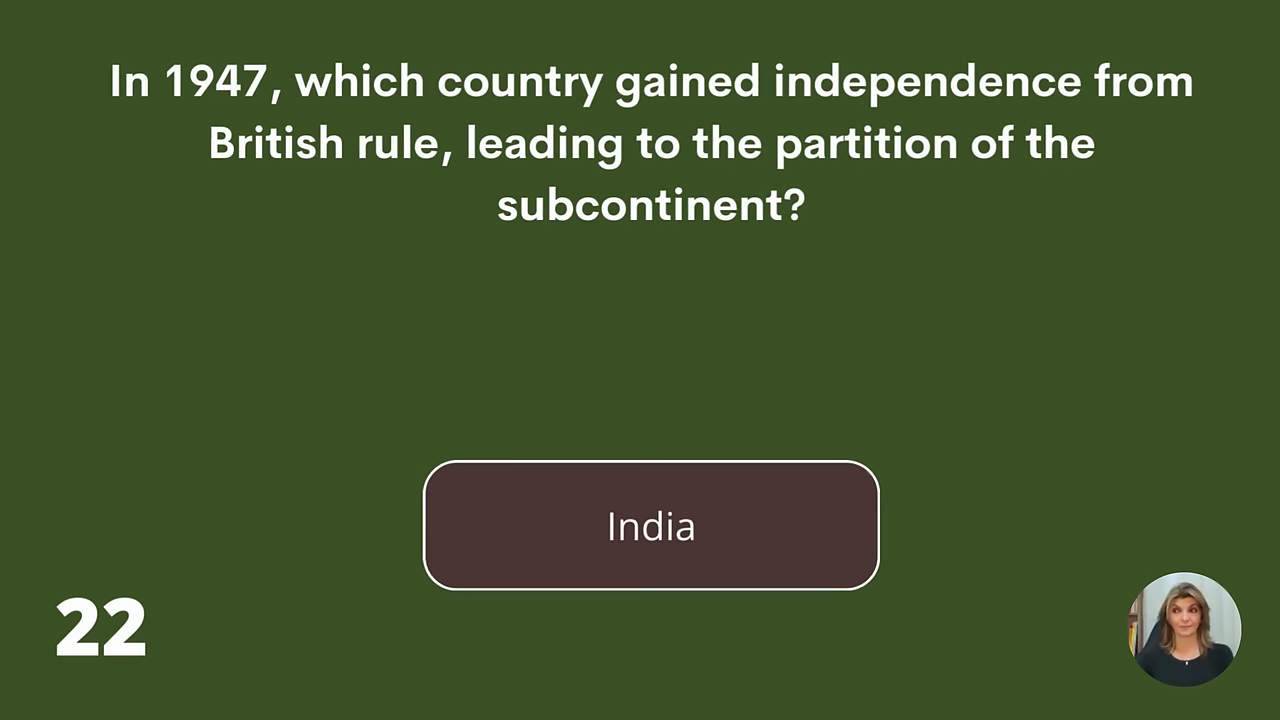 In 1947, which country gained independence from
British rule, leading to the partition of the
subcontinent?
India
22